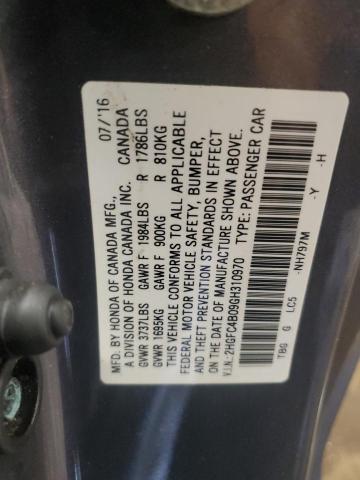 MFD. BY HONDA OF CANADA MFG., 07/'16
A DIVISION OF HONDA CANADA INC. CANADA
GVWR 3737LBS GAWR F 1984LBS R 1786LBS
GVWR 1695KG GAWR F 900KG R 810KG
THIS VEHICLE CONFORMS TO ALL APPLICABLE
FEDERAL MOTOR VEHICLE SAFETY, BUMPER,
AND THEFT PREVENTION STANDARDS IN EFFECT
ON THE DATE OF MANUFACTURE SHOWN ABOVE.
V.I.N.: 2HGFC4B09GH310970 TYPE: PASSENGER CAR
TBG G LC5 -NH797M -Y -H